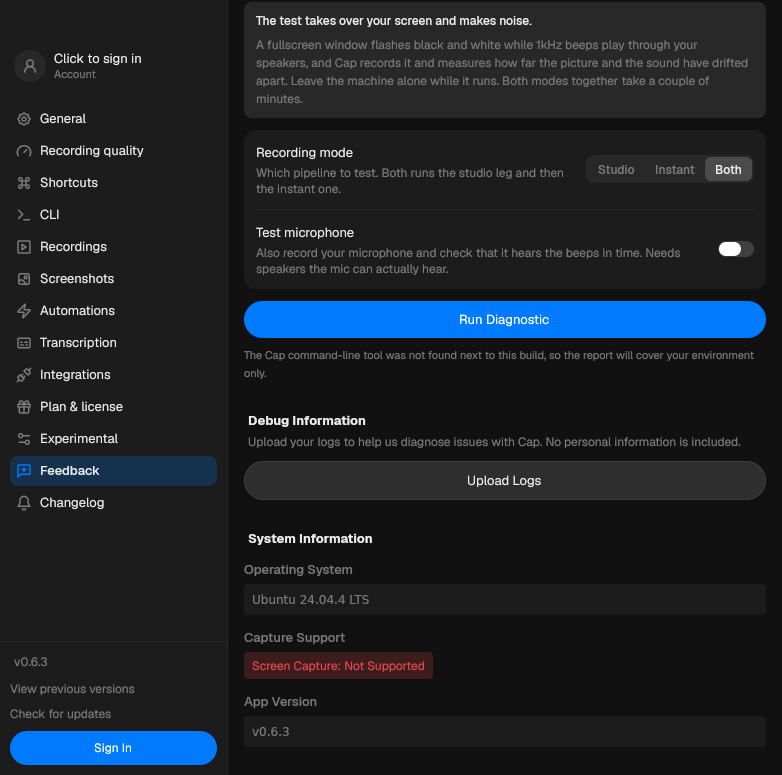 Click to sign in
Account
General
Recording quality
Shortcuts
CLI
Recordings
Screenshots
Automations
Transcription
Integrations
Plan & license
Experimental
Feedback
Changelog
v0.6.3
View previous versions
Check for updates
Sign In
The test takes over your screen and makes noise.
A fullscreen window flashes black and white while 1kHz beeps play through your
speakers, and Cap records it and measures how far the picture and the sound have drifted
apart. Leave the machine alone while it runs. Both modes together take a couple of
minutes.
Recording mode
Which pipeline to test. Both runs the studio leg and then
the instant one.
Studio Instant Both
Test microphone
Also record your microphone and check that it hears the beeps in time. Needs
speakers the mic can actually hear.
Run Diagnostic
The Cap command-line tool was not found next to this build, so the report will cover your environment
only.
Debug Information
Upload your logs to help us diagnose issues with Cap. No personal information is included.
Upload Logs
System Information
Operating System
Ubuntu 24.04.4 LTS
Capture Support
Screen Capture: Not Supported
App Version
v0.6.3